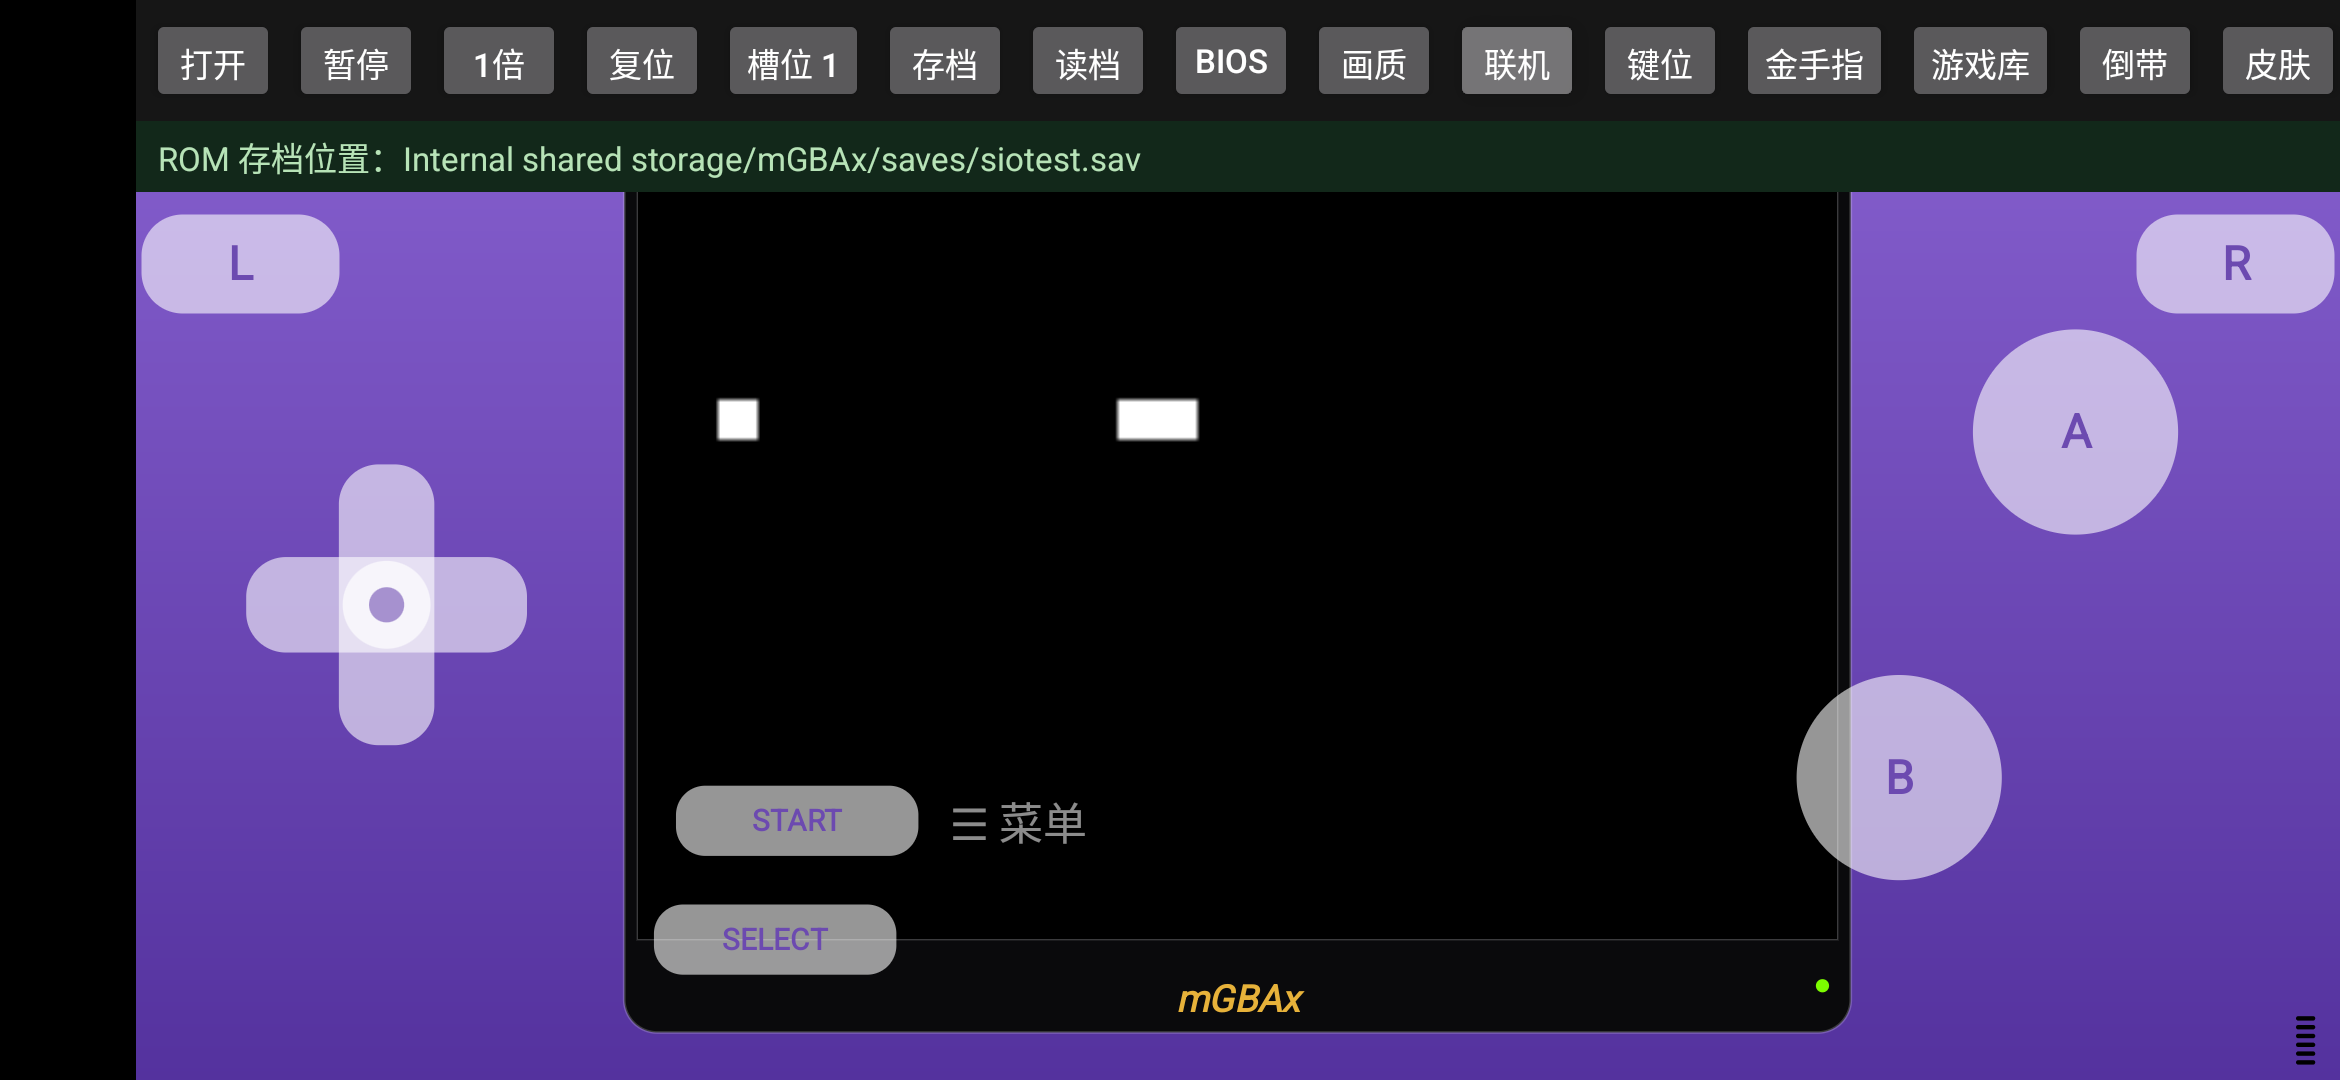 打开 暂停 1倍 复位 槽位 1 存档 读档 BIOS 画质 联机 键位 金手指 游戏库 倒带 皮肤
ROM 存档位置：Internal shared storage/mGBAx/saves/siotest.sav
L R
A
B
START ☰ 菜单
SELECT
mGBAx